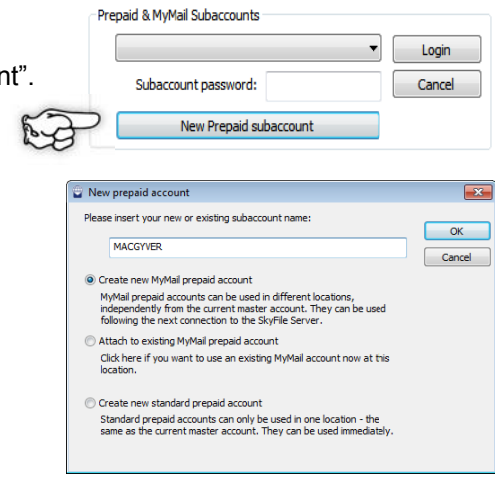 Prepaid & MyMail Subaccounts
Login
nt".
Subaccount password:
Cancel
New Prepaid subaccount
New prepaid account
Please insert your new or existing subaccount name:
OK
MACGYVER
Cancel
Create new MyMail prepaid account
MyMail prepaid accounts can be used in different locations,
independently from the current master account. They can be used
following the next connection to the SkyFile Server.
Attach to existing MyMail prepaid account
Click here if you want to use an existing MyMail account now at this
location.
Create new standard prepaid account
Standard prepaid accounts can only be used in one location - the
same as the current master account. They can be used immediately.